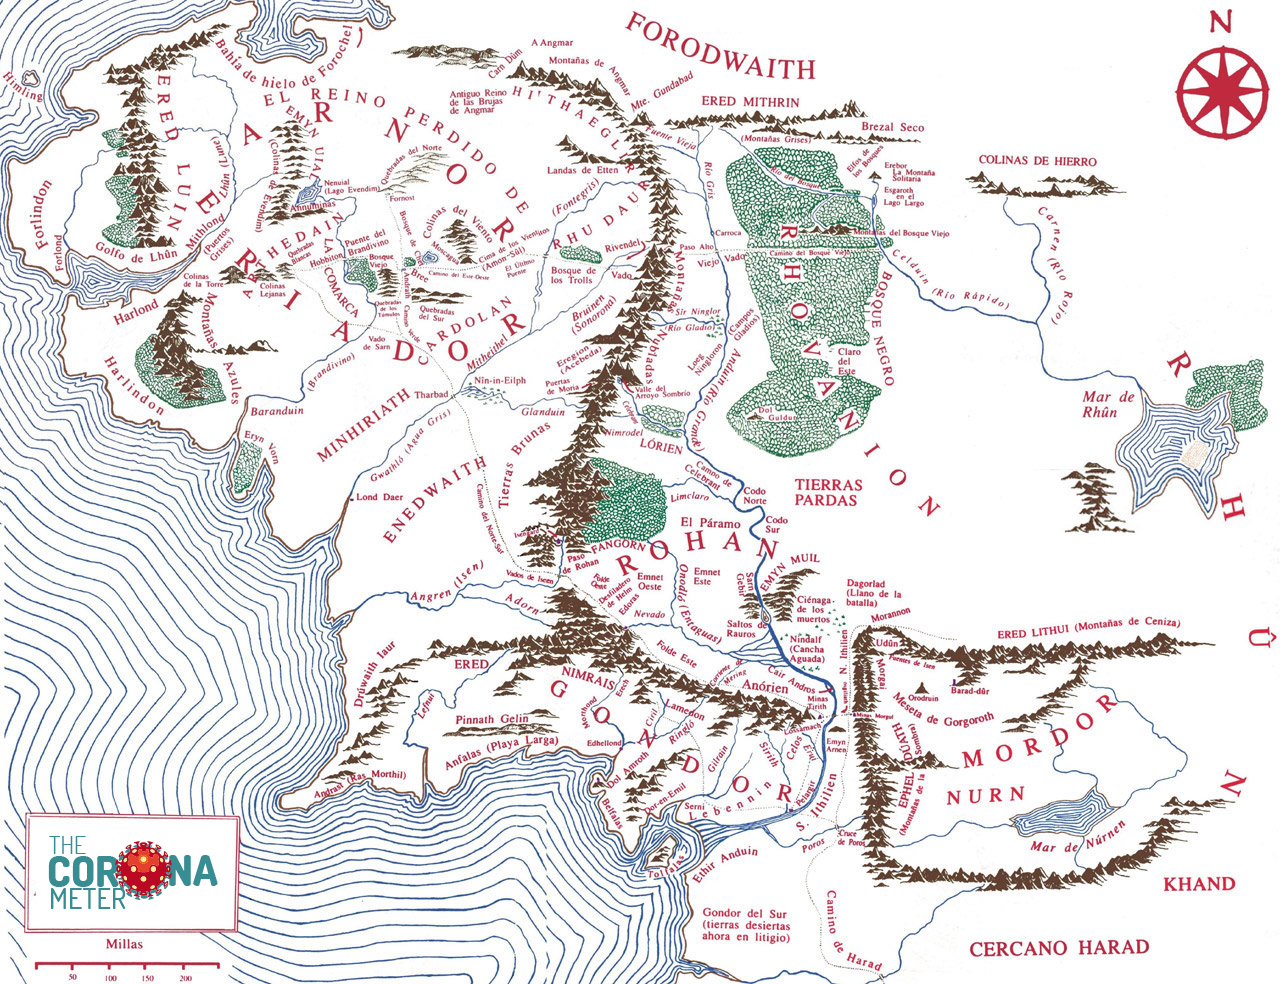 N
FORODWAITH
A Angmar
Carn Dûm
Montañas de Angmar
Mte. Gundabad
Bahía de hielo de Forochel
Himling
EL REINO PERDIDO DE
ARNOR
Antiguo Reino
de las Brujas
de Angmar
HITHAEGLIR
ERED MITHRIN
(Montañas Grises)
Brezal Seco
Fuente Vieja
Río Gris
Río del Bosque
Elfos de
los Bosques
Erebor
La Montaña
Solitaria
Esgaroth
en el
Lago Largo
COLINAS DE HIERRO
Carnen (Río Rojo)
Celduin (Río Rápido)
ERED LUIN
EMYN UIAL
(Colinas de Evendim)
Nenuial
(Lago Evendim)
Annúminas
Quebradas del Norte
Fornost
Landas de Etten
(Fontegris)
RHUDAUR
Lhûn (Lune)
Forlindon
Forlond
Golfo de Lhûn
Mithlond
(Puertos
Grises)
ERIADOR
ARTHEDAIN
Quebradas
Blancas
Hobbiton
LA
COMARCA
Puente del
Brandivino
Bosque
Viejo
Colinas del Viento
Cima de los Vientos
(Amon Sûl)
Bree
Camino del Este-Oeste
El Último
Puente
Bosque de
los Trolls
Rivendel
Vado
Paso Alto
Carroca
Viejo Vado
Montañas del Bosque Viejo
Camino del Bosque Viejo
RHOVANION
BOSQUE NEGRO
Colinas
de la Torre
Colinas
Lejanas
Harlond
Harlindon
Montañas Azules
Quebradas
de los
Túmulos
Quebradas
del Sur
Andrath Camino Verde
Vado
de Sarn
CARDOLAN
Bruinen
(Sonorona)
Mitheithel
(Brandivino)
Baranduin
Eryn Vorn
MINHIRIATH
Tharbad
Nîn-in-Eilph
Glanduin
Eregion
(Acebeda)
Puertas
de Moria
Montañas Nubladas
Sîr Ninglor
(Río Gladio)
(Campos
Gladios)
Loeg
Ningloron
Anduin (Río Grande)
Valle del
Arroyo Sombrío
Celebrant
Nimrodel
LÓRIEN
Claro
del
Este
Dol
Guldur
Gwathló (Agua Gris)
Lond Daer
ENEDWAITH
Tierras Brunas
Camino del Norte-Sur
Camno de
Celebrant
Limclaro
Codo
Norte
Codo
Sur
TIERRAS
PARDAS
Mar de
Rhûn
RHÛN
El Páramo
FANGORN
ROHAN
Isengard
Paso
de Rohan
Vados de Isen
Angren (Isen)
Adorn
Folde
Oeste
Desfiladero
de Helm
Edoras
Emnet
Oeste
Emnet
Este
Onodló (Entaguas)
Nevado
Folde Este
Sarn
Gebir
EMYN MUIL
Saltos de
Rauros
Ciénaga
de los
muertos
Nindalf
(Cancha
Aguada)
Dagorlad
(Llano de la
batalla)
Morannon
Udûn
Fuentes de Isen
ERED LITHUI (Montañas de Ceniza)
Barad-dûr
Orodruin
Morgai
Meseta de Gorgoroth
Drúwaith Iaur
ERED
NIMRAIS
Lefnui
Pinnath Gelin
Anfalas (Playa Larga)
Andrast (Ras Morthil)
GONDOR
Morthond
Erech
Edhellond
Ciril
Lamedon
Ringló
Dol Amroth
Belfalas
Dor-en-Ernil
Gilrain
Serni
Lebennin
Sirith
Celos
Erui
Lossarnach
Corriente de
Mering
Anórien
Cair Andros
Minas
Tirith
Osgiliath
N. Ithilien
Minas Morgul
Emyn
Arnen
Pelargir
S. Ithilien
EPHEL DÚATH
(Montañas de la Sombra)
MORDOR
NURN
Mar de Núrnen
Poros
Cruce
de Poros
Ethir Anduin
Tolfalas
Gondor del Sur
(tierras desiertas
ahora en litigio)
Camino de Harad
CERCANO HARAD
KHAND
THE
CORONA
METER
Millas
50 100 150 200